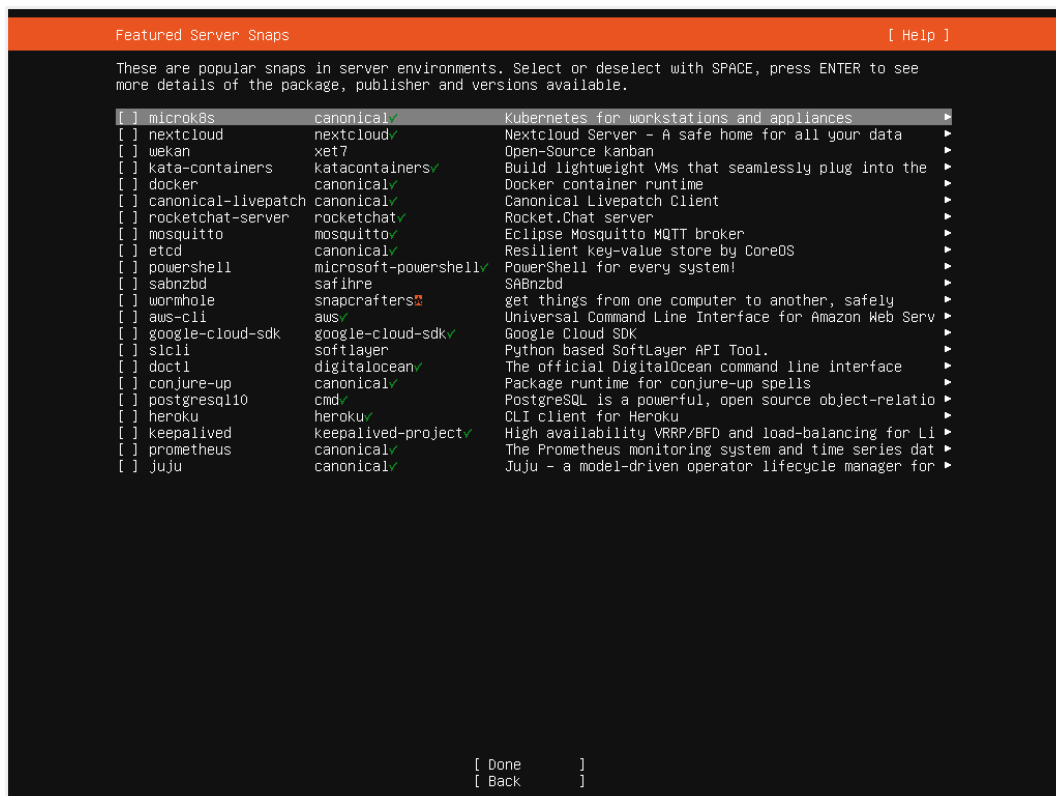 Featured Server Snaps [ Help ]
These are popular snaps in server environments. Select or deselect with SPACE, press ENTER to see
more details of the package, publisher and versions available.
[ ] microk8s canonical✓ Kubernetes for workstations and appliances ▸
[ ] nextcloud nextcloud✓ Nextcloud Server – A safe home for all your data ▸
[ ] wekan xet7 Open-Source kanban ▸
[ ] kata-containers katacontainers✓ Build lightweight VMs that seamlessly plug into the ▸
[ ] docker canonical✓ Docker container runtime ▸
[ ] canonical-livepatch canonical✓ Canonical Livepatch Client ▸
[ ] rocketchat-server rocketchat✓ Rocket.Chat server ▸
[ ] mosquitto mosquitto✓ Eclipse Mosquitto MQTT broker ▸
[ ] etcd canonical✓ Resilient key-value store by CoreOS ▸
[ ] powershell microsoft-powershell✓ PowerShell for every system! ▸
[ ] sabnzbd safihre SABnzbd ▸
[ ] wormhole snapcrafters get things from one computer to another, safely ▸
[ ] aws-cli aws✓ Universal Command Line Interface for Amazon Web Serv ▸
[ ] google-cloud-sdk google-cloud-sdk✓ Google Cloud SDK ▸
[ ] slcli softlayer Python based SoftLayer API Tool. ▸
[ ] doctl digitalocean✓ The official DigitalOcean command line interface ▸
[ ] conjure-up canonical✓ Package runtime for conjure-up spells ▸
[ ] postgresql10 cmd✓ PostgreSQL is a powerful, open source object-relatio ▸
[ ] heroku heroku✓ CLI client for Heroku ▸
[ ] keepalived keepalived-project✓ High availability VRRP/BFD and load-balancing for Li ▸
[ ] prometheus canonical✓ The Prometheus monitoring system and time series dat ▸
[ ] juju canonical✓ Juju – a model-driven operator lifecycle manager for ▸
[ Done ]
[ Back ]